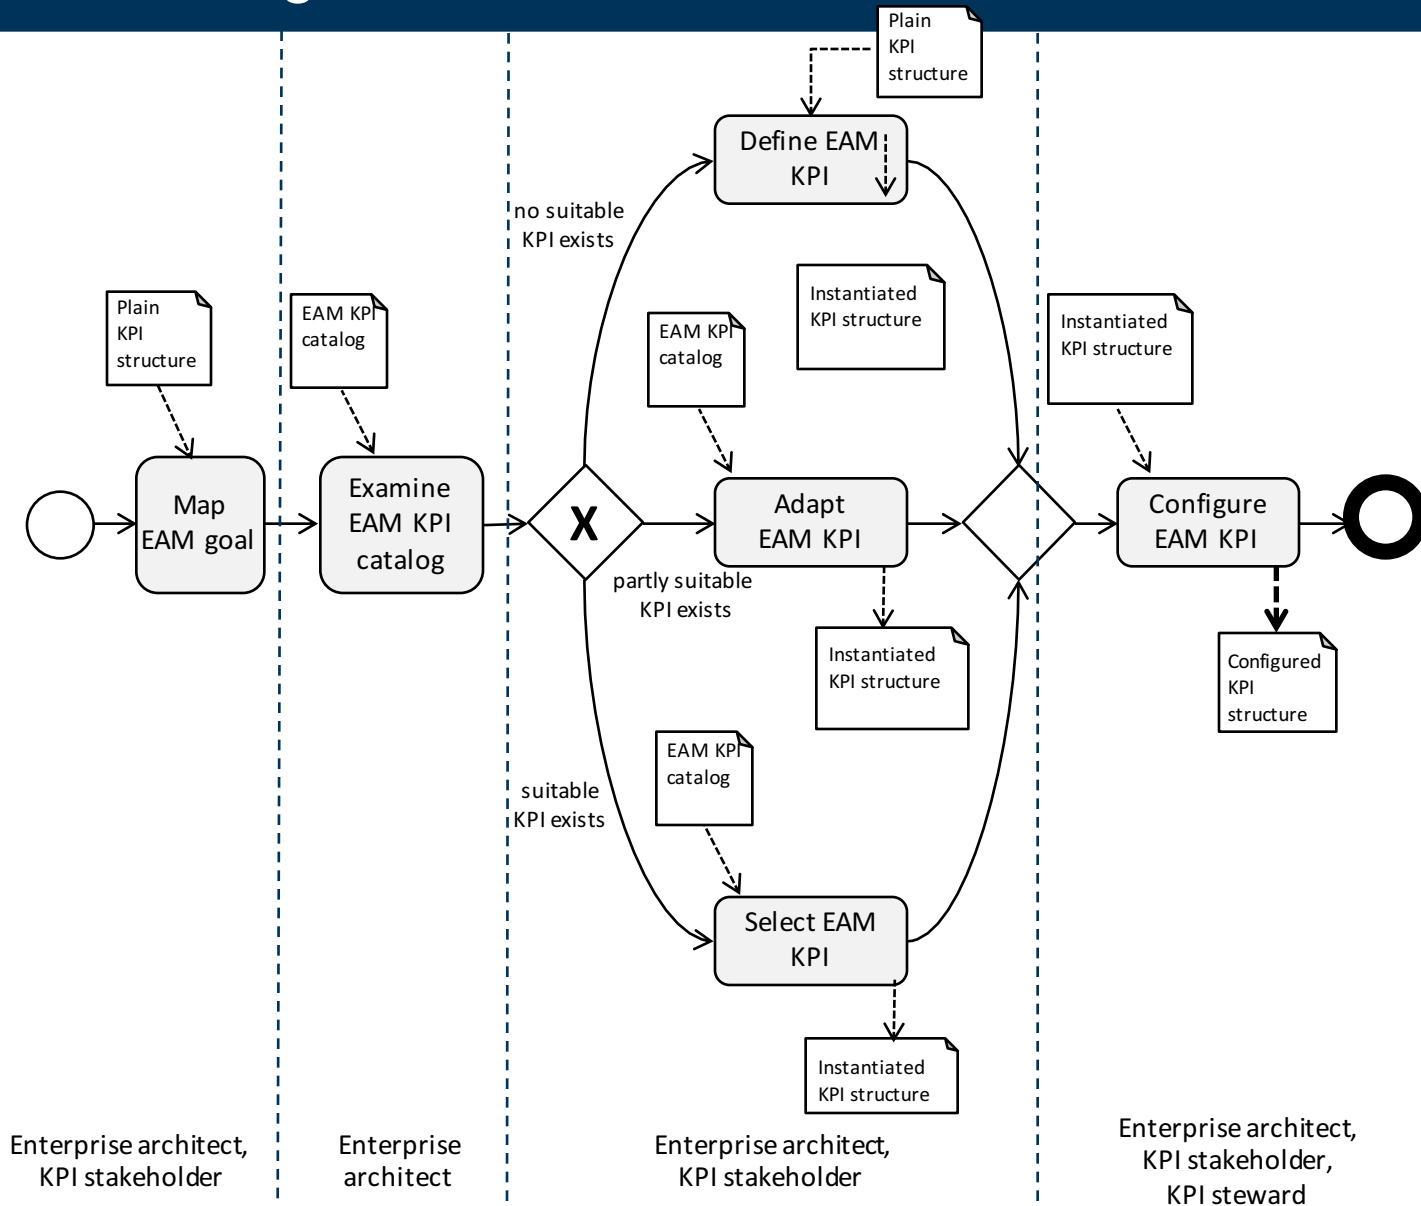 Plain
KPI
structure
Define EAM
KPI
no suitable
KPI exists
Instantiated
KPI structure
Plain
KPI
structure
EAM KPI
catalog
EAM KPI
catalog
Instantiated
KPI structure
Map
EAM goal
Examine
EAM KPI
catalog
X
Adapt
EAM KPI
Configure
EAM KPI
partly suitable
KPI exists
Instantiated
KPI structure
Configured
KPI
structure
EAM KPI
catalog
suitable
KPI exists
Select EAM
KPI
Instantiated
KPI structure
Enterprise architect,
KPI stakeholder
Enterprise
architect
Enterprise architect,
KPI stakeholder
Enterprise architect,
KPI stakeholder,
KPI steward